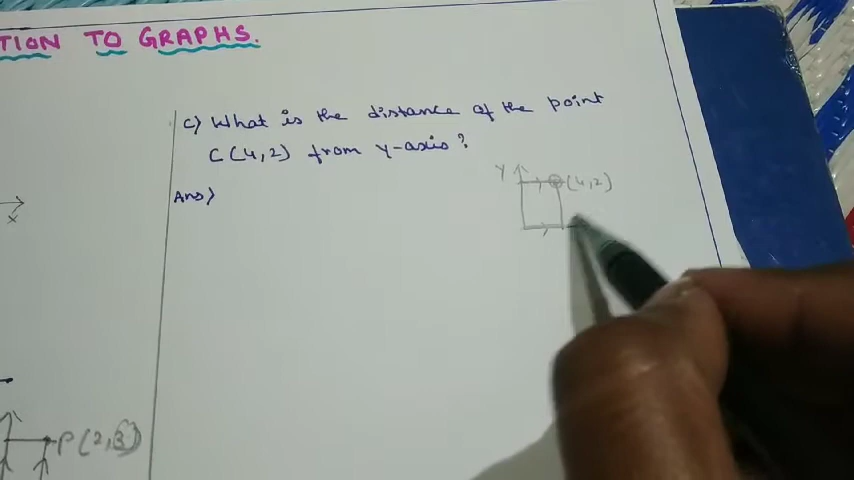 TION TO GRAPHS.
c) What is the distance of the point
C(4,2) from Y-axis?
Y
(4,2)
Ans)
X
P(2,3)